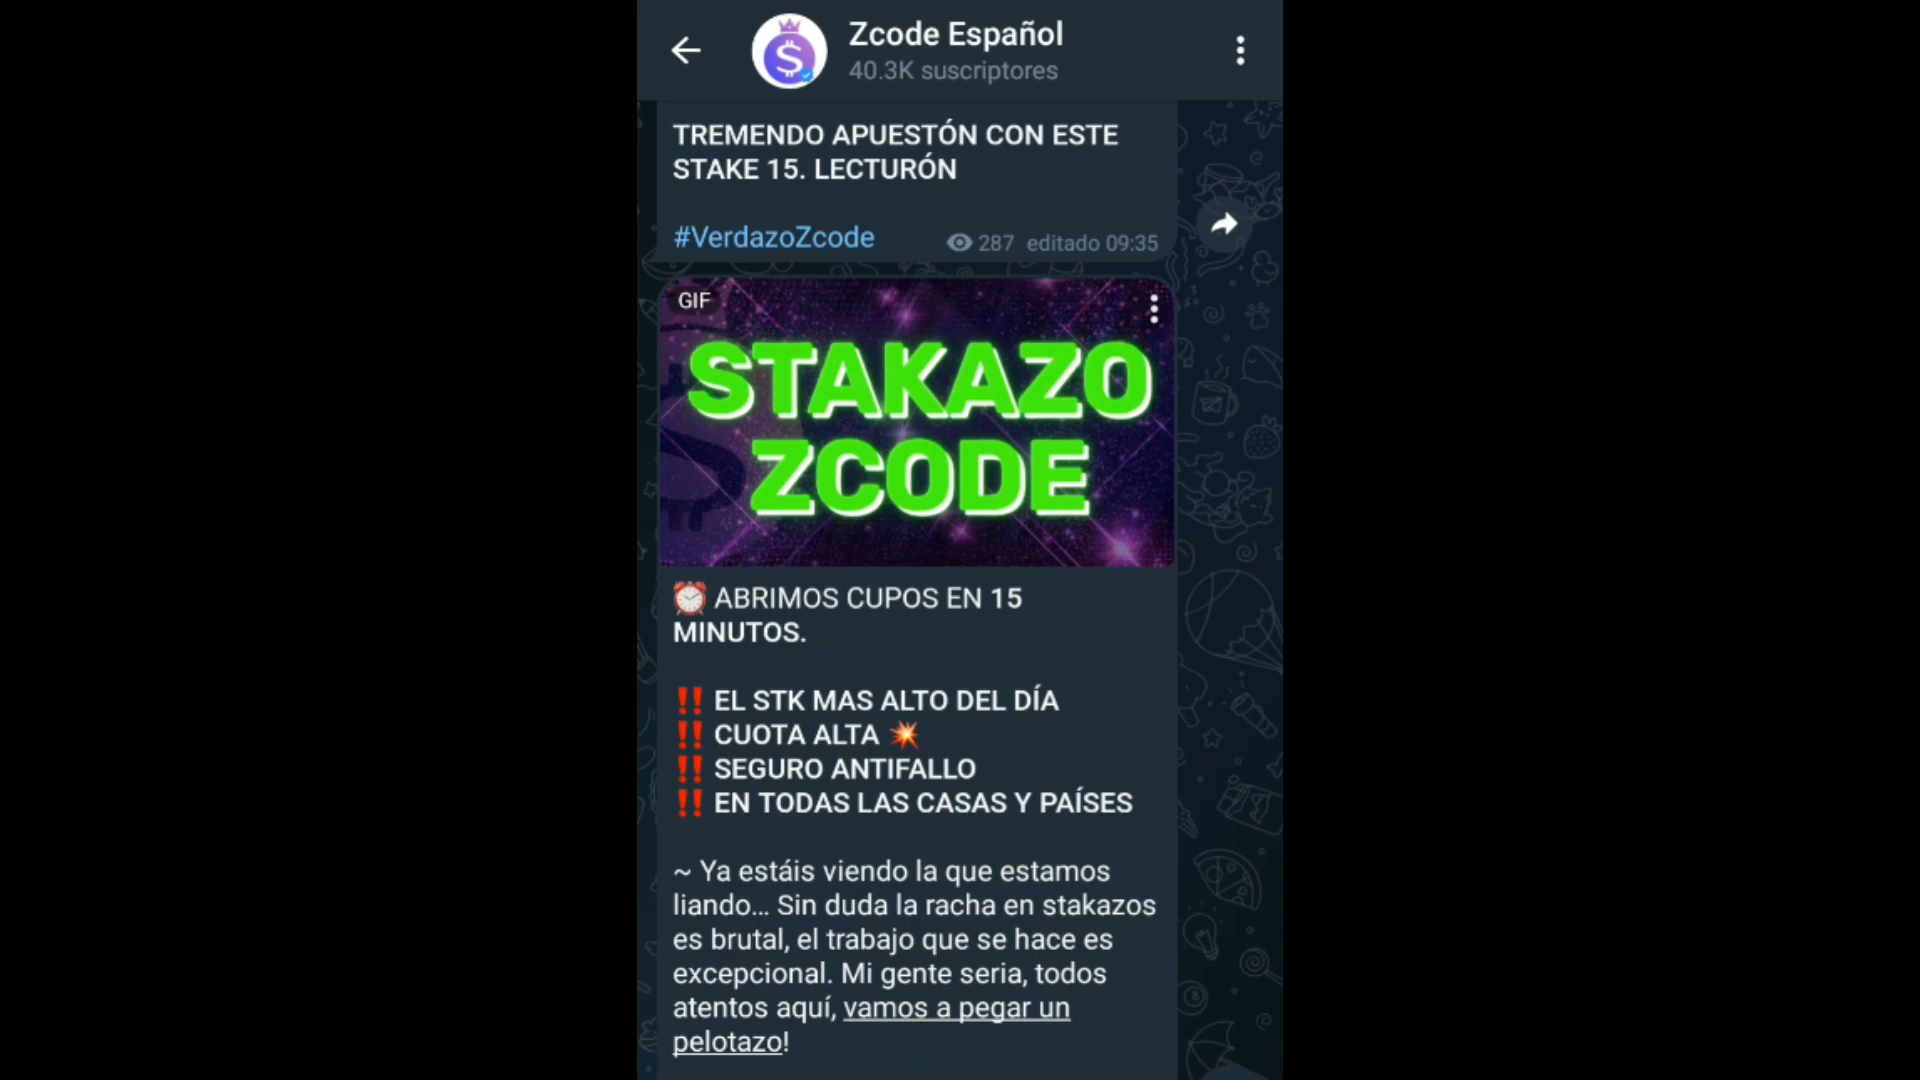 Zcode Español
40.3K suscriptores
TREMENDO APUESTÓN CON ESTE
STAKE 15. LECTURÓN
#VerdazoZcode 287 editado 09:35
GIF
STAKAZO
ZCODE
⏰ ABRIMOS CUPOS EN 15
MINUTOS.
‼️ EL STK MAS ALTO DEL DÍA
‼️ CUOTA ALTA 💥
‼️ SEGURO ANTIFALLO
‼️ EN TODAS LAS CASAS Y PAÍSES
~ Ya estáis viendo la que estamos
liando... Sin duda la racha en stakazos
es brutal, el trabajo que se hace es
excepcional. Mi gente seria, todos
atentos aquí, vamos a pegar un
pelotazo!